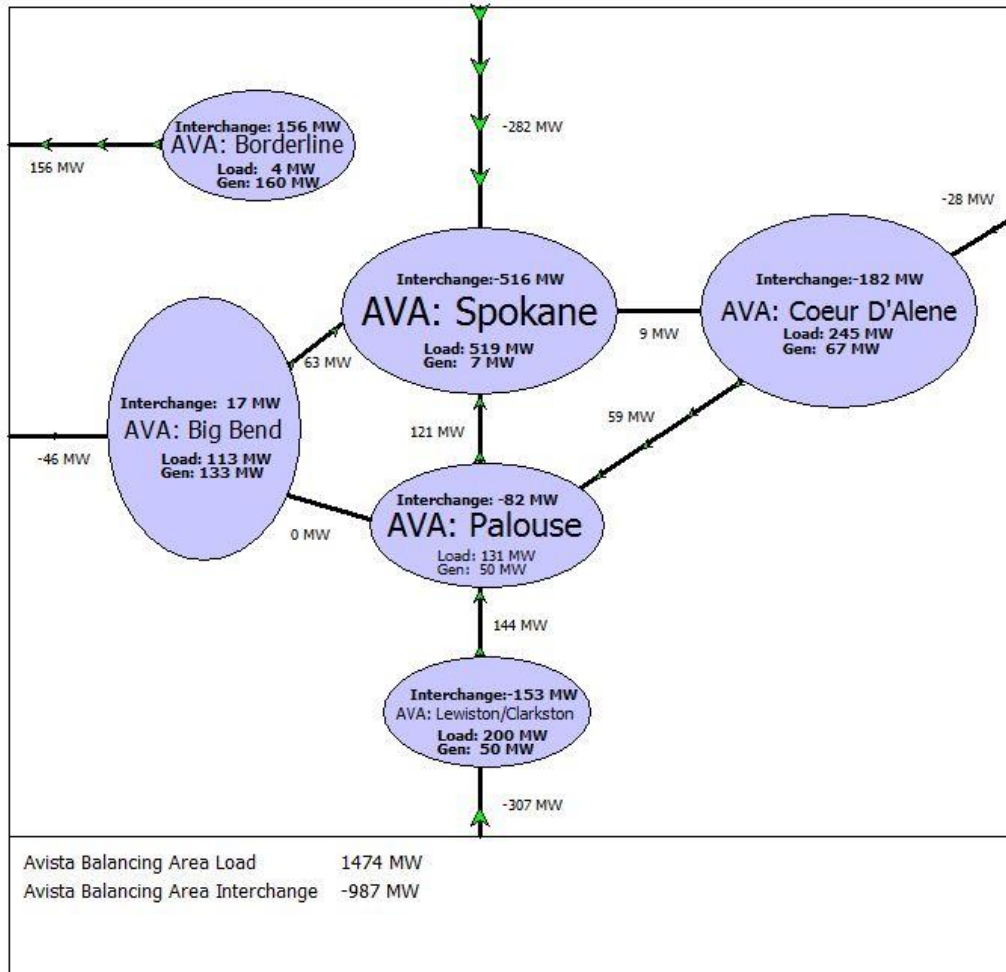 -282 MW
Interchange: 156 MW
AVA: Borderline
Load: 4 MW
Gen: 160 MW
156 MW
-28 MW
Interchange:-516 MW
AVA: Spokane
Load: 519 MW
Gen: 7 MW
9 MW
Interchange:-182 MW
AVA: Coeur D'Alene
Load: 245 MW
Gen: 67 MW
63 MW
Interchange: 17 MW
AVA: Big Bend
Load: 113 MW
Gen: 133 MW
-46 MW
121 MW
59 MW
0 MW
Interchange: -82 MW
AVA: Palouse
Load: 131 MW
Gen: 50 MW
144 MW
Interchange:-153 MW
AVA: Lewiston/Clarkston
Load: 200 MW
Gen: 50 MW
-307 MW
Avista Balancing Area Load 1474 MW
Avista Balancing Area Interchange -987 MW